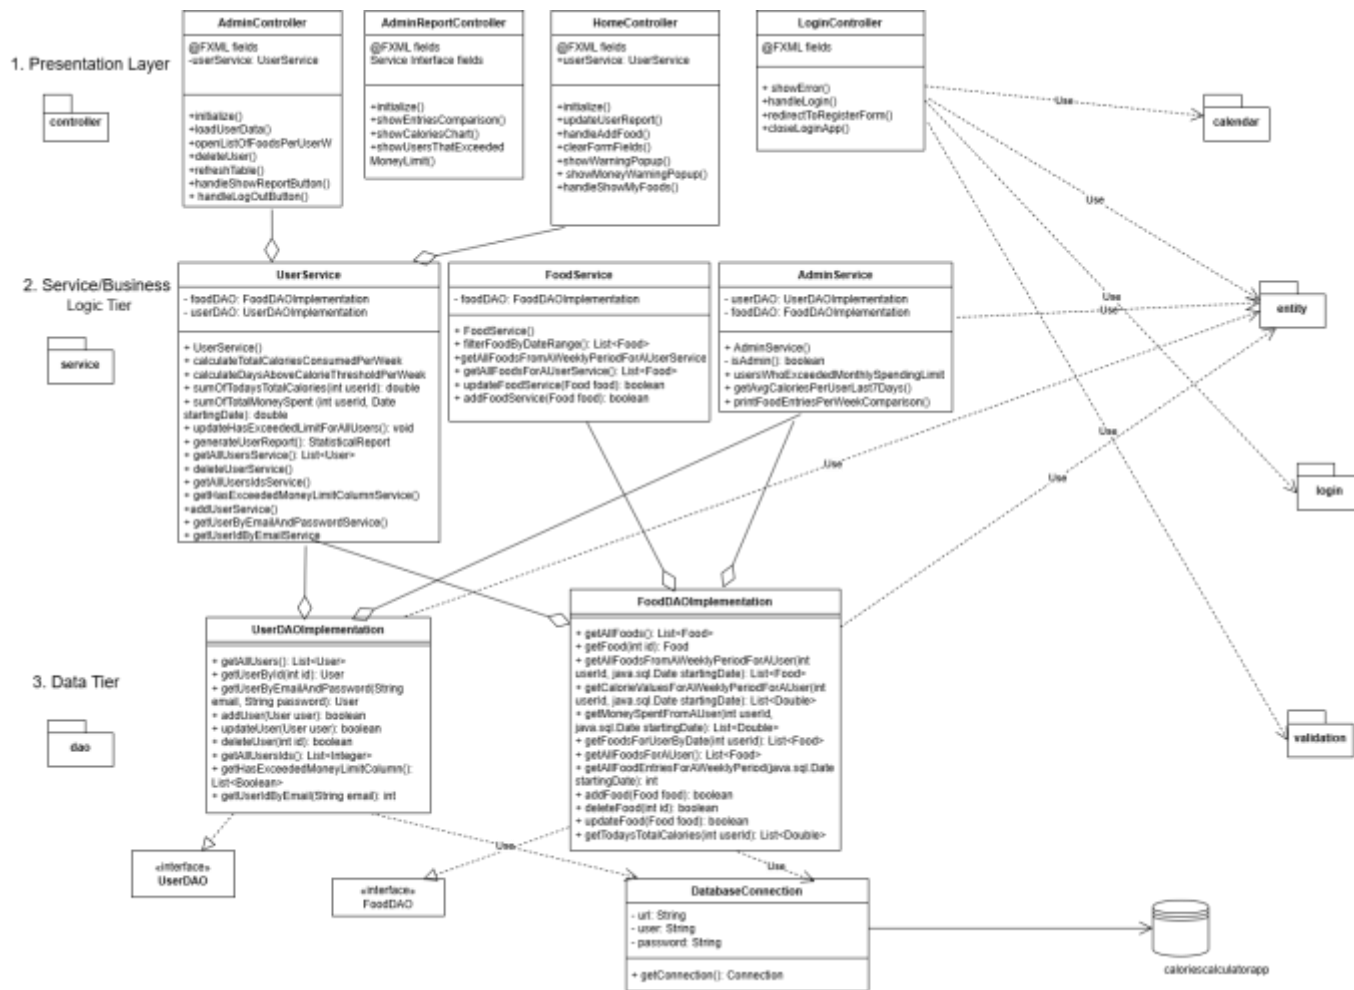 AdminController
@FXML fields
-userService: UserService
+initialize()
+loadUserData()
+openListOfFoodsPerUserW
+deleteUser()
+refreshTable()
+handleShowReportButton()
+ handleLogOutButton()
AdminReportController
@FXML fields
Service Interface fields
+initialize()
+showEntriesComparison()
+showCaloriesChart()
+showUsersThatExceeded
MoneyLimit()
HomeController
@FXML fields
+userService: UserService
+initialize()
+updateUserReport()
+handleAddFood()
+clearFormFields()
+showWarningPopup()
+ showMoneyWarningPopup()
+handleShowMyFoods()
LoginController
@FXML fields
+ showError()
+handleLogin()
+redirectToRegisterForm()
+closeLoginApp()
1. Presentation Layer
controller
Use
calendar
Use
2. Service/Business
Logic Tier
service
UserService
- foodDAO: FoodDAOImplementation
- userDAO: UserDAOImplementation
+ UserService()
+ calculateTotalCaloriesConsumedPerWeek
+ calculateDaysAboveCalorieThresholdPerWeek
+ sumOfTodaysTotalCalories(int userId): double
+ sumOfTotalMoneySpent (int userId, Date
startingDate): double
+ updateHasExceededLimitForAllUsers(): void
+ generateUserReport(): StatisticalReport
+ getAllUsersService(): List<User>
+ deleteUserService()
+ getAllUsersIdsService()
+ getHasExceededMoneyLimitColumnService()
+addUserService()
+ getUserByEmailAndPasswordService()
+ getUserIdByEmailService
FoodService
- foodDAO: FoodDAOImplementation
+ FoodService()
+ filterFoodByDateRange(): List<Food>
+getAllFoodsFromAWeeklyPeriodForAUserService
+ getAllFoodsForAUserService(): List<Food>
+ updateFoodService(Food food): boolean
+ addFoodService(Food food): boolean
AdminService
- userDAO: UserDAOImplementation
- foodDAO: FoodDAOImplementation
+ AdminService()
- isAdmin(): boolean
+ usersWhoExceededMonthlySpendingLimit
+ getAvgCaloriesPerUserLast7Days()
+ printFoodEntriesPerWeekComparison()
Use
Use
entity
Use
Use
Use
login
validation
3. Data Tier
dao
UserDAOImplementation
+ getAllUsers(): List<User>
+ getUserById(int id): User
+ getUserByEmailAndPassword(String
email, String password): User
+ addUser(User user): boolean
+ updateUser(User user): boolean
+ deleteUser(int id): boolean
+ getAllUsersIds(): List<Integer>
+ getHasExceededMoneyLimitColumn():
List<Boolean>
+ getUserIdByEmail(String email): int
FoodDAOImplementation
+ getAllFoods(): List<Food>
+ getFood(int id): Food
+ getAllFoodsFromAWeeklyPeriodForAUser(int
userId, java.sql.Date startingDate): List<Food>
+ getCalorieValuesForAWeeklyPeriodForAUser(int
userId, java.sql.Date startingDate): List<Double>
+ getMoneySpentFromAUser(int userId,
java.sql.Date startingDate): List<Double>
+ getFoodsForUserByDate(int userId): List<Food>
+ getAllFoodsForAUser(): List<Food>
+ getAllFoodEntriesForAWeeklyPeriod(java.sql.Date
startingDate): int
+ addFood(Food food): boolean
+ deleteFood(int id): boolean
+ updateFood(Food food): boolean
+ getTodaysTotalCalories(int userId): List<Double>
Use
Use
«interface»
UserDAO
«interface»
FoodDAO
DatabaseConnection
- url: String
- user: String
- password: String
+ getConnection(): Connection
caloriescalculatorapp